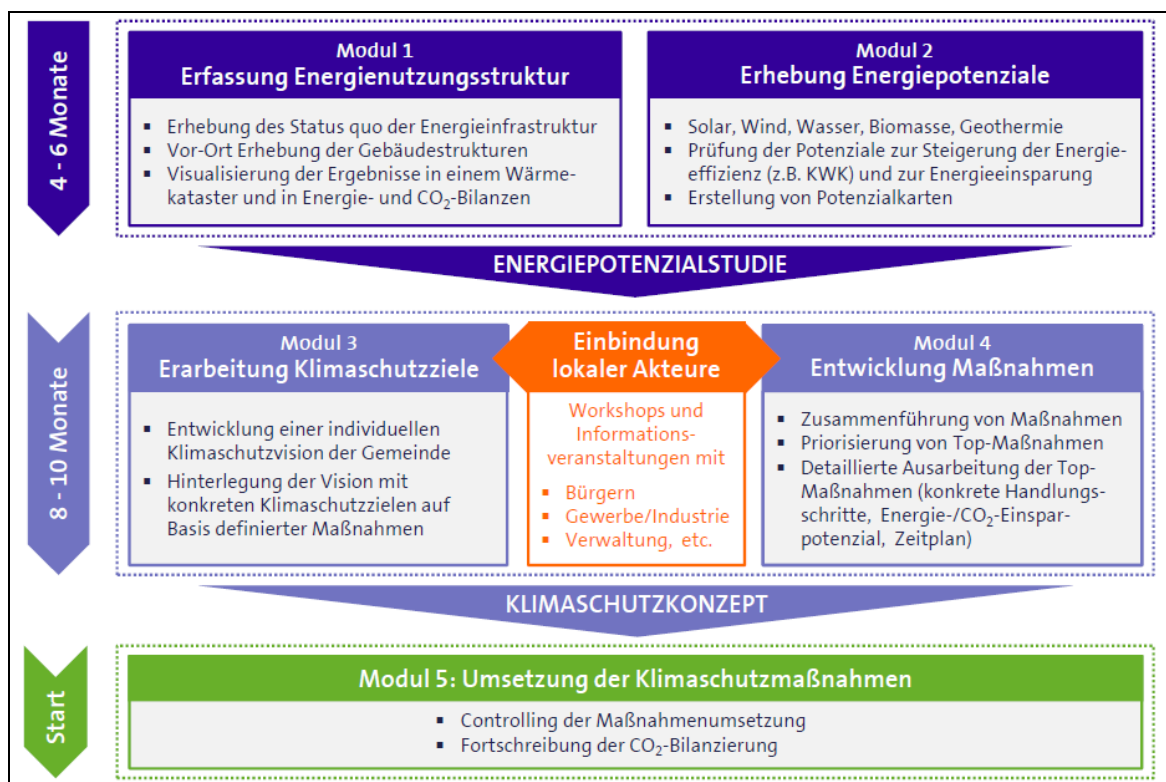 4 - 6 Monate
Modul 1
Erfassung Energienutzungsstruktur
▪ Erhebung des Status quo der Energieinfrastruktur
▪ Vor-Ort Erhebung der Gebäudestrukturen
▪ Visualisierung der Ergebnisse in einem Wärme-
kataster und in Energie- und CO₂-Bilanzen
Modul 2
Erhebung Energiepotenziale
▪ Solar, Wind, Wasser, Biomasse, Geothermie
▪ Prüfung der Potenziale zur Steigerung der Energie-
effizienz (z.B. KWK) und zur Energieeinsparung
▪ Erstellung von Potenzialkarten
ENERGIEPOTENZIALSTUDIE
8 - 10 Monate
Modul 3
Erarbeitung Klimaschutzziele
▪ Entwicklung einer individuellen
Klimaschutzvision der Gemeinde
▪ Hinterlegung der Vision mit
konkreten Klimaschutzzielen auf
Basis definierter Maßnahmen
Einbindung
lokaler Akteure
Workshops und
Informations-
veranstaltungen mit
▪ Bürgern
▪ Gewerbe/Industrie
▪ Verwaltung, etc.
Modul 4
Entwicklung Maßnahmen
▪ Zusammenführung von Maßnahmen
▪ Priorisierung von Top-Maßnahmen
▪ Detaillierte Ausarbeitung der Top-
Maßnahmen (konkrete Handlungs-
schritte, Energie-/CO₂-Einspar-
potenzial, Zeitplan)
KLIMASCHUTZKONZEPT
Start
Modul 5: Umsetzung der Klimaschutzmaßnahmen
▪ Controlling der Maßnahmenumsetzung
▪ Fortschreibung der CO₂-Bilanzierung